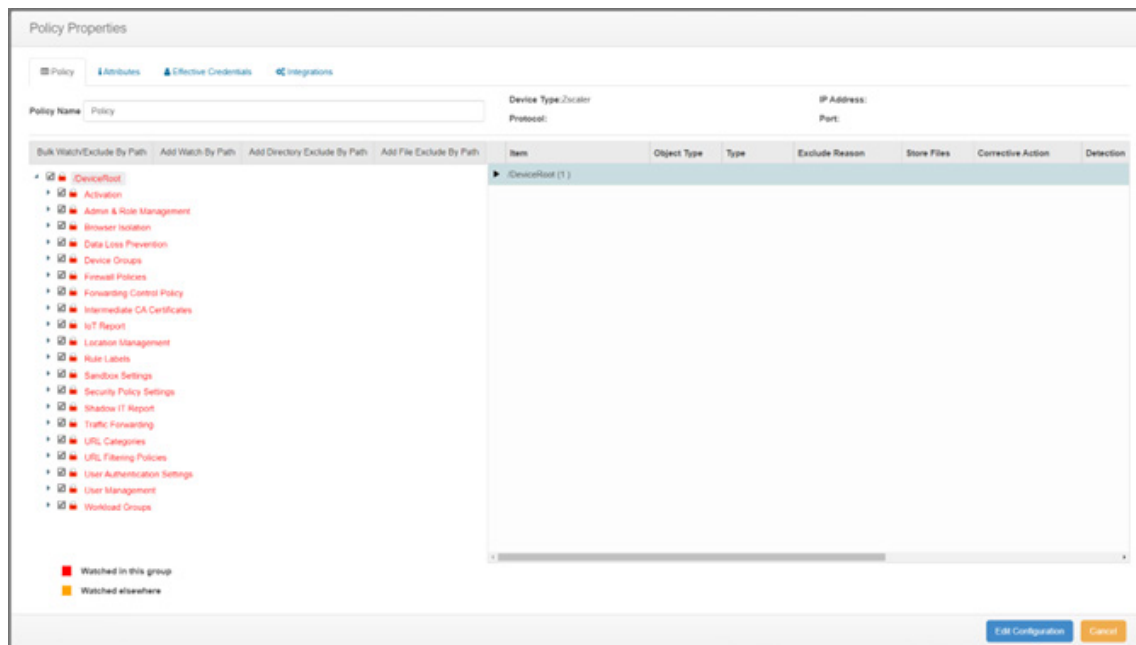 Policy Properties
Policy Attributes Effective Credentials Integrations
Policy Name Policy
Device Type:Zscaler IP Address:
Protocol: Port:
Bulk Watch/Exclude By Path Add Watch By Path Add Directory Exclude By Path Add File Exclude By Path
Item Object Type Type Exclude Reason Store Files Corrective Action Detection
/DeviceRoot
/DeviceRoot (1 )
Activation
Admin & Role Management
Browser Isolation
Data Loss Prevention
Device Groups
Firewall Policies
Forwarding Control Policy
Intermediate CA Certificates
IoT Report
Location Management
Rule Labels
Sandbox Settings
Security Policy Settings
Shadow IT Report
Traffic Forwarding
URL Categories
URL Filtering Policies
User Authentication Settings
User Management
Workload Groups
Watched in this group
Watched elsewhere
Edit Configuration Cancel